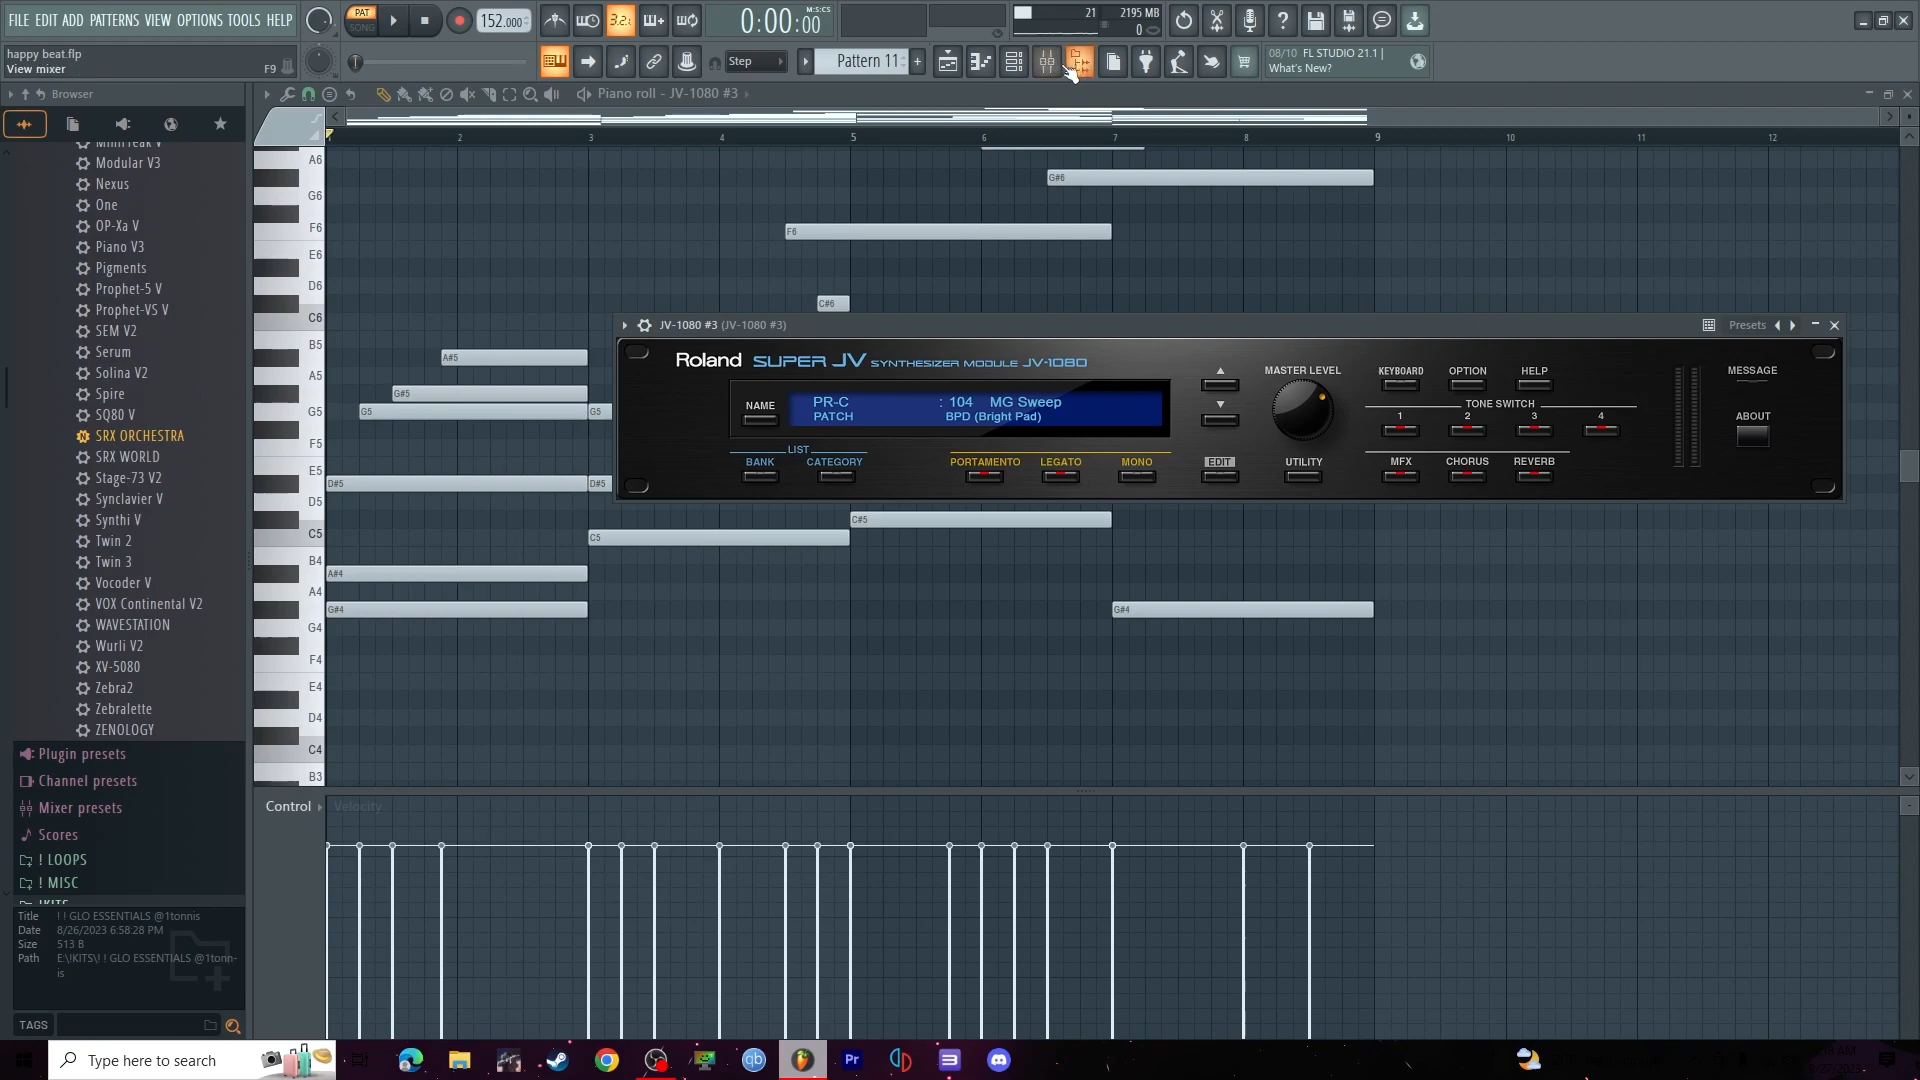 FILE EDIT ADD PATTERNS VIEW OPTIONS TOOLS HELP
PAT
SONG
152.000
3.2.
0:00:00
M:S:CS
21
2195 MB
0
happy beat.flp
View mixer
F9
Step
Pattern 11
+
08/10 FL STUDIO 21.1 |
What's New?
Browser
Piano roll - JV-1080 #3
2 3 4 5 6 7 8 9 10 11 12
Modular V3
Nexus
One
OP-Xa V
Piano V3
Pigments
Prophet-5 V
Prophet-VS V
SEM V2
Serum
Solina V2
Spire
SQ80 V
SRX ORCHESTRA
SRX WORLD
Stage-73 V2
Synclavier V
Synthi V
Twin 2
Twin 3
Vocoder V
VOX Continental V2
WAVESTATION
Wurli V2
XV-5080
Zebra2
Zebralette
ZENOLOGY
Plugin presets
Channel presets
Mixer presets
Scores
! LOOPS
! MISC
Title ! ! GLO ESSENTIALS @1tonnis
Date 8/26/2023 6:58:28 PM
Size 513 B
Path E:\!KITS\! ! GLO ESSENTIALS @1tonn-
is
TAGS
A6
G6
F6
E6
D6
C6
B5
A5
G5
F5
E5
D5
C5
B4
A4
G4
F4
E4
D4
C4
B3
G#6
F6
C#6
A#5
G#5
G5
G5
D#5
D#5
C#5
C5
A#4
G#4
G#4
JV-1080 #3 (JV-1080 #3)
Presets
Roland SUPER JV SYNTHESIZER MODULE JV-1080
NAME
PR-C : 104 MG Sweep
PATCH BPD (Bright Pad)
LIST
BANK CATEGORY
PORTAMENTO LEGATO MONO
EDIT
MASTER LEVEL
UTILITY
KEYBOARD OPTION HELP
TONE SWITCH
1 2 3 4
MFX CHORUS REVERB
MESSAGE
ABOUT
Control
Velocity
Type here to search